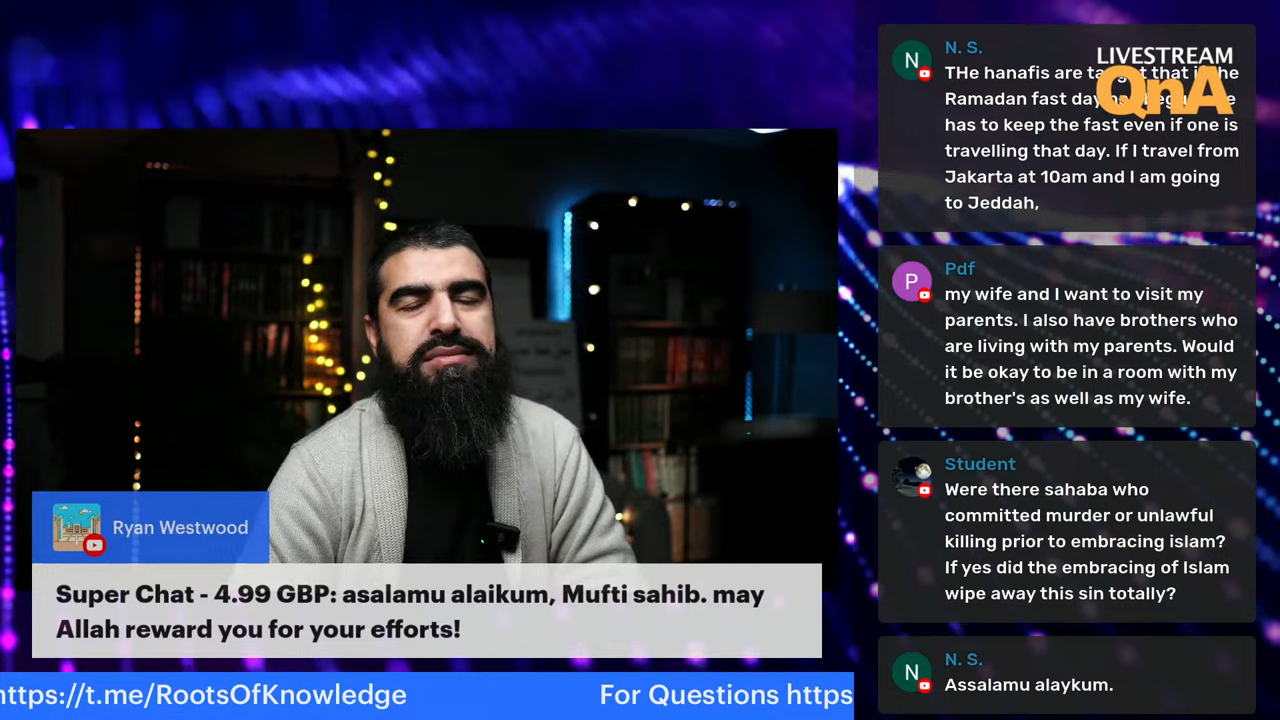 N. S.
THe hanafis are that the
Ramadan fast day
has to keep the fast even if one is
travelling that day. If I travel from
Jakarta at 10am and I am going
to Jeddah,
LIVESTREAM
QnA
Pdf
my wife and I want to visit my
parents. I also have brothers who
are living with my parents. Would
it be okay to be in a room with my
brother's as well as my wife.
Student
Were there sahaba who
committed murder or unlawful
killing prior to embracing islam?
If yes did the embracing of Islam
wipe away this sin totally?
N. S.
Assalamu alaykum.
Ryan Westwood
Super Chat - 4.99 GBP: asalamu alaikum, Mufti sahib. may
Allah reward you for your efforts!
https://t.me/RootsOfKnowledge For Questions https